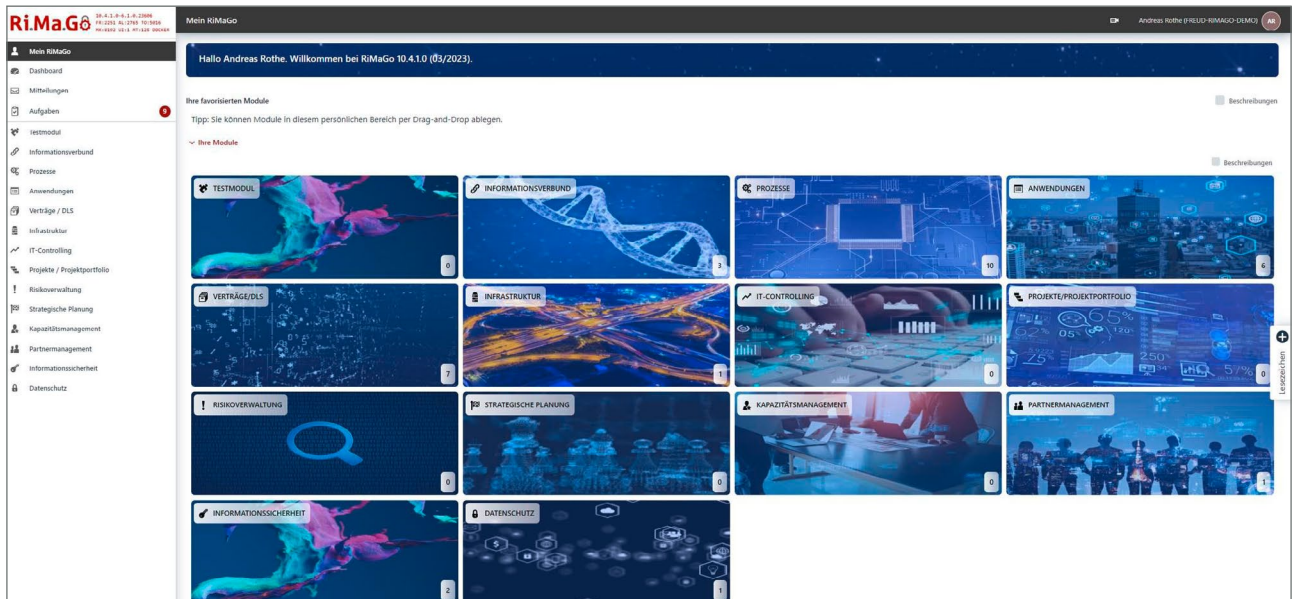 Ri.Ma.Go
Mein RiMaGo
Andreas Rothe (FREUD-RIMAGO-DEMO)
AR
Mein RiMaGo
Dashboard
Mitteilungen
Aufgaben
9
Testmodul
Informationsverbund
Prozesse
Anwendungen
Verträge / DLS
Infrastruktur
IT-Controlling
Projekte / Projektportfolio
Risikoverwaltung
Strategische Planung
Kapazitätsmanagement
Partnermanagement
Informationssicherheit
Datenschutz
Hallo Andreas Rothe. Willkommen bei RiMaGo 10.4.1.0 (03/2023).
Ihre favorisierten Module
Beschreibungen
Tipp: Sie können Module in diesem persönlichen Bereich per Drag-and-Drop ablegen.
Ihre Module
Beschreibungen
TESTMODUL
0
INFORMATIONSVERBUND
3
PROZESSE
10
ANWENDUNGEN
6
VERTRÄGE/DLS
7
INFRASTRUKTUR
1
IT-CONTROLLING
0
PROJEKTE/PROJEKTPORTFOLIO
0
RISIKOVERWALTUNG
0
STRATEGISCHE PLANUNG
0
KAPAZITÄTSMANAGEMENT
0
PARTNERMANAGEMENT
1
INFORMATIONSSICHERHEIT
2
DATENSCHUTZ
1
Lesezeichen